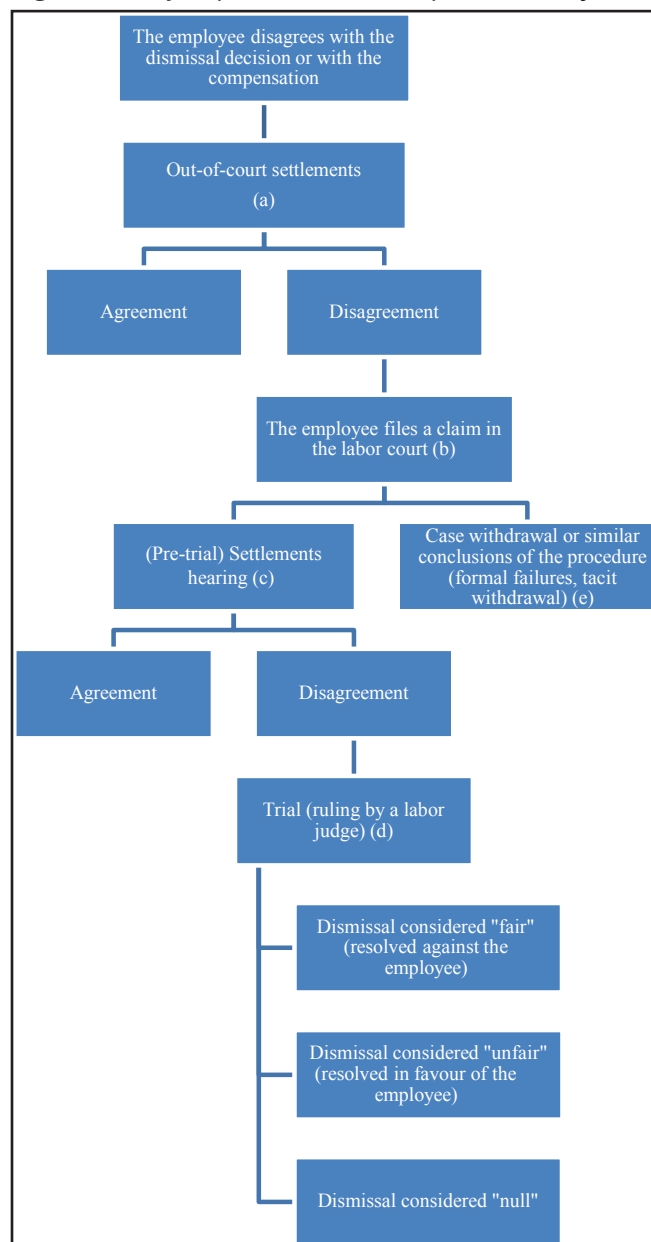 The employee disagrees with the
dismissal decision or with the
compensation
Out-of-court settlements
(a)
Agreement
Disagreement
The employee files a claim in
the labor court (b)
(Pre-trial) Settlements
hearing (c)
Case withdrawal or similar
conclusions of the procedure
(formal failures, tacit
withdrawal) (e)
Agreement
Disagreement
Trial (ruling by a labor
judge) (d)
Dismissal considered "fair"
(resolved against the
employee)
Dismissal considered "unfair"
(resolved in favour of the
employee)
Dismissal considered "null"